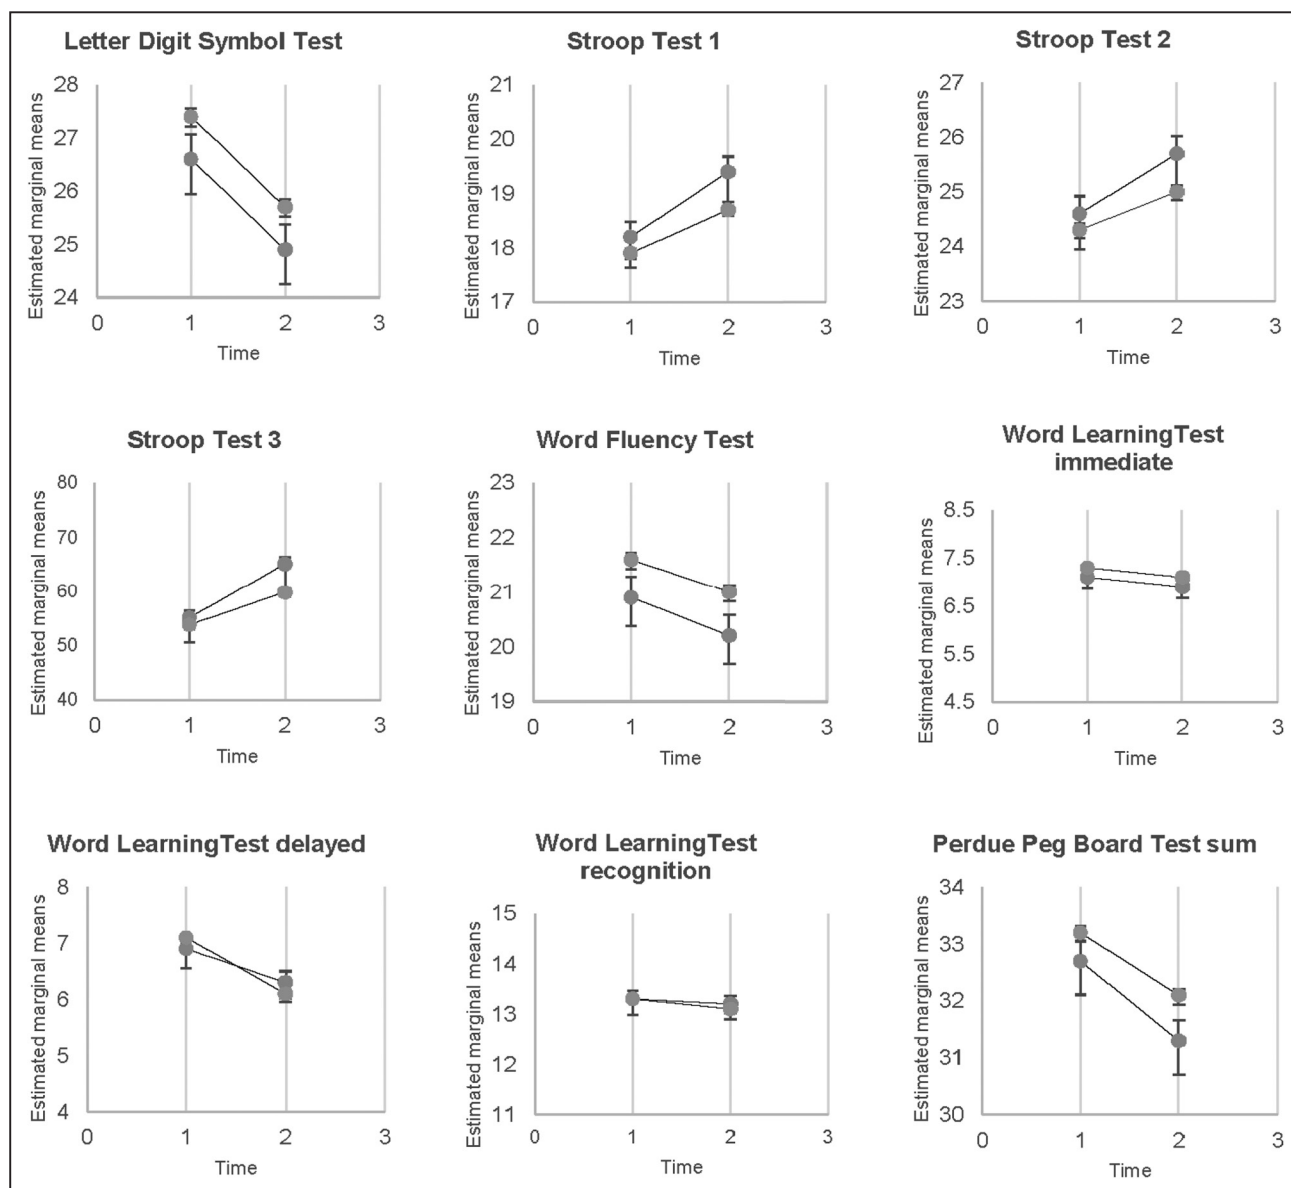 Letter Digit Symbol Test
Estimated marginal means
28
27
26
25
24
0 1 2 3
Time
Stroop Test 1
Estimated marginal means
21
20
19
18
17
0 1 2 3
Time
Stroop Test 2
Estimated marginal means
27
26
25
24
23
0 1 2 3
Time
Stroop Test 3
Estimated marginal means
80
70
60
50
40
0 1 2 3
Time
Word Fluency Test
Estimated marginal means
23
22
21
20
19
0 1 2 3
Time
Word LearningTest
immediate
Estimated marginal means
8.5
7.5
6.5
5.5
4.5
0 1 2 3
Time
Word LearningTest delayed
Estimated marginal means
8
7
6
5
4
0 1 2 3
Time
Word LearningTest
recognition
Estimated marginal means
15
14
13
12
11
0 1 2 3
Time
Perdue Peg Board Test sum
Estimated marginal means
34
33
32
31
30
0 1 2 3
Time